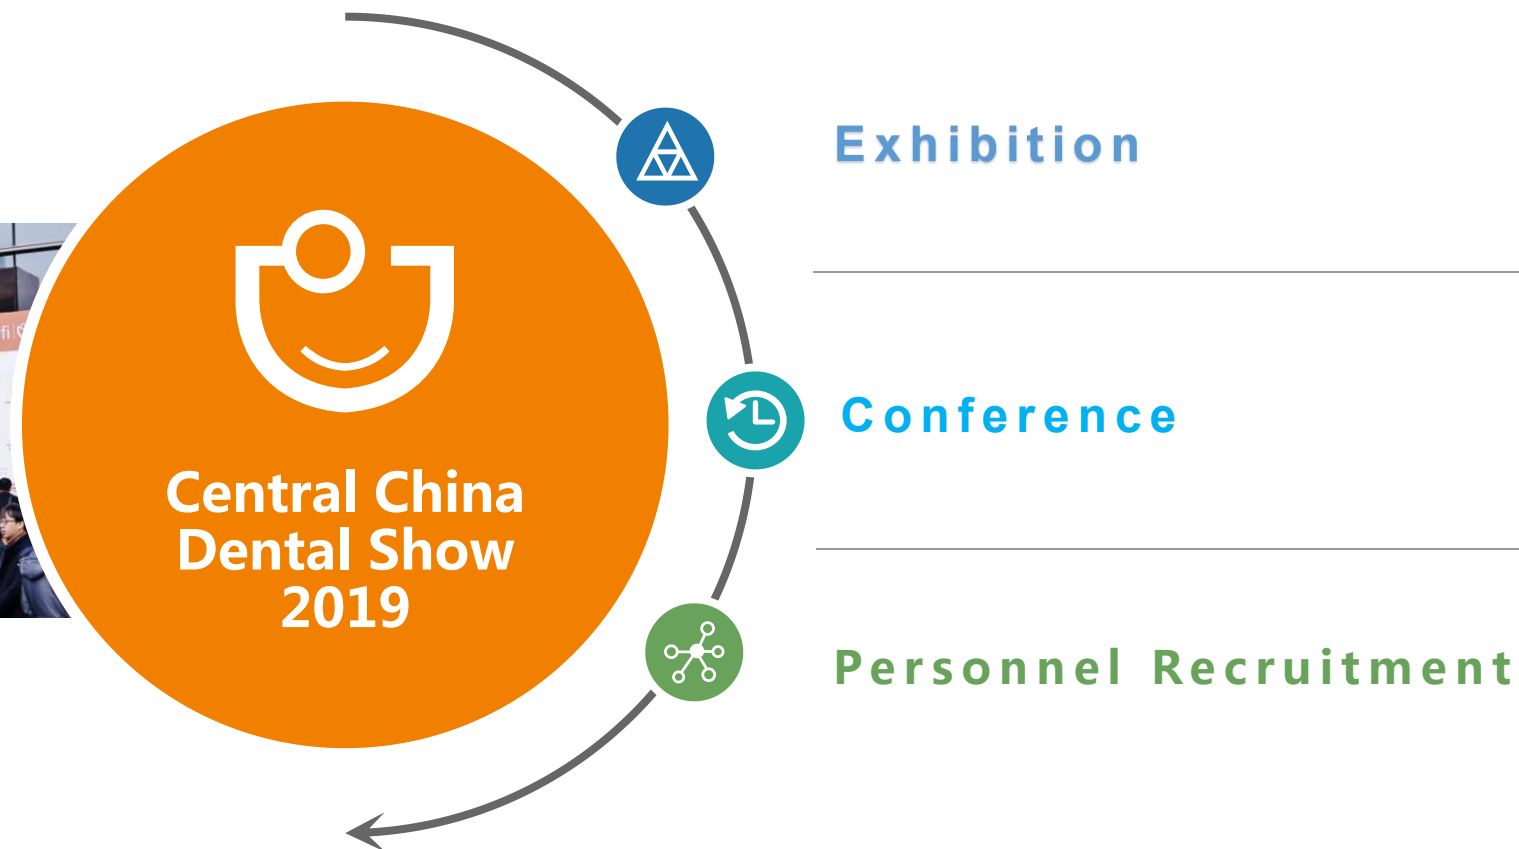 Central China
Dental Show
2019
Exhibition
Conference
Personnel Recruitment